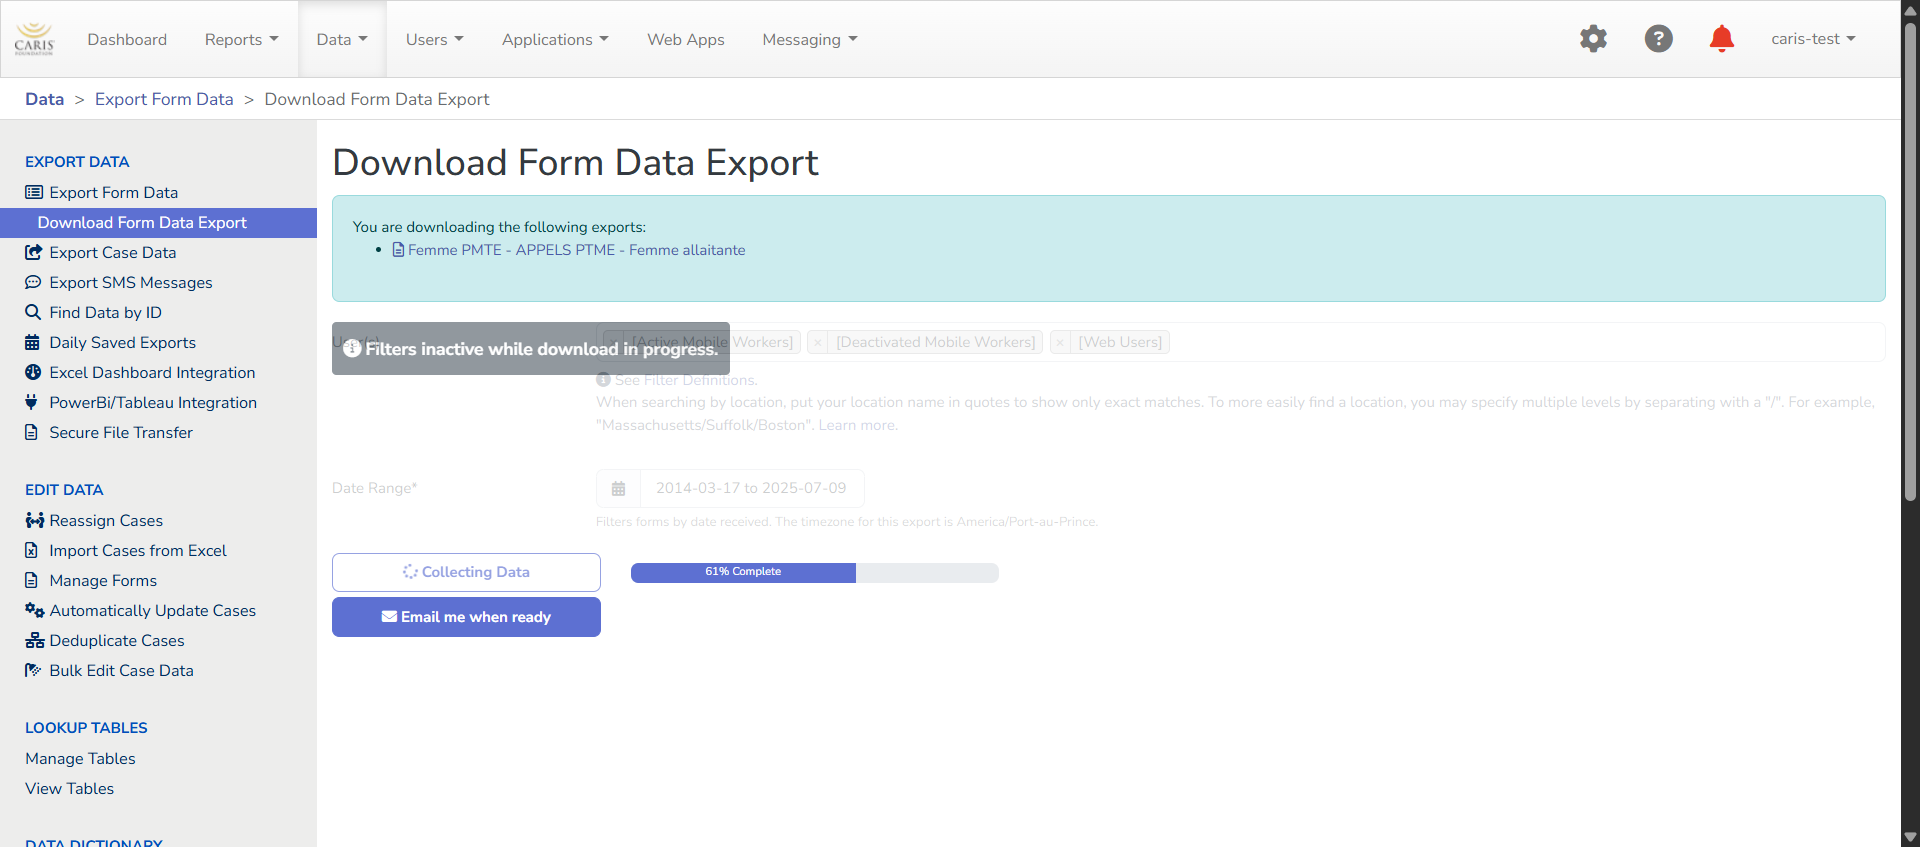 CARIS
FOUNDATION
Dashboard
Reports
Data
Users
Applications
Web Apps
Messaging
?
caris-test
Data > Export Form Data > Download Form Data Export
EXPORT DATA
Export Form Data
Download Form Data Export
Export Case Data
Export SMS Messages
Find Data by ID
Daily Saved Exports
Excel Dashboard Integration
PowerBi/Tableau Integration
Secure File Transfer
EDIT DATA
Reassign Cases
Import Cases from Excel
Manage Forms
Automatically Update Cases
Deduplicate Cases
Bulk Edit Case Data
LOOKUP TABLES
Manage Tables
View Tables
DATA DICTIONARY
Download Form Data Export
You are downloading the following exports:
Femme PMTE - APPELS PTME - Femme allaitante
User(s)
× [Active Mobile Workers] × [Deactivated Mobile Workers] × [Web Users]
Filters inactive while download in progress.
See Filter Definitions.
When searching by location, put your location name in quotes to show only exact matches. To more easily find a location, you may specify multiple levels by separating with a "/". For example,
"Massachusetts/Suffolk/Boston". Learn more.
Date Range*
2014-03-17 to 2025-07-09
Filters forms by date received. The timezone for this export is America/Port-au-Prince.
Collecting Data
61% Complete
Email me when ready